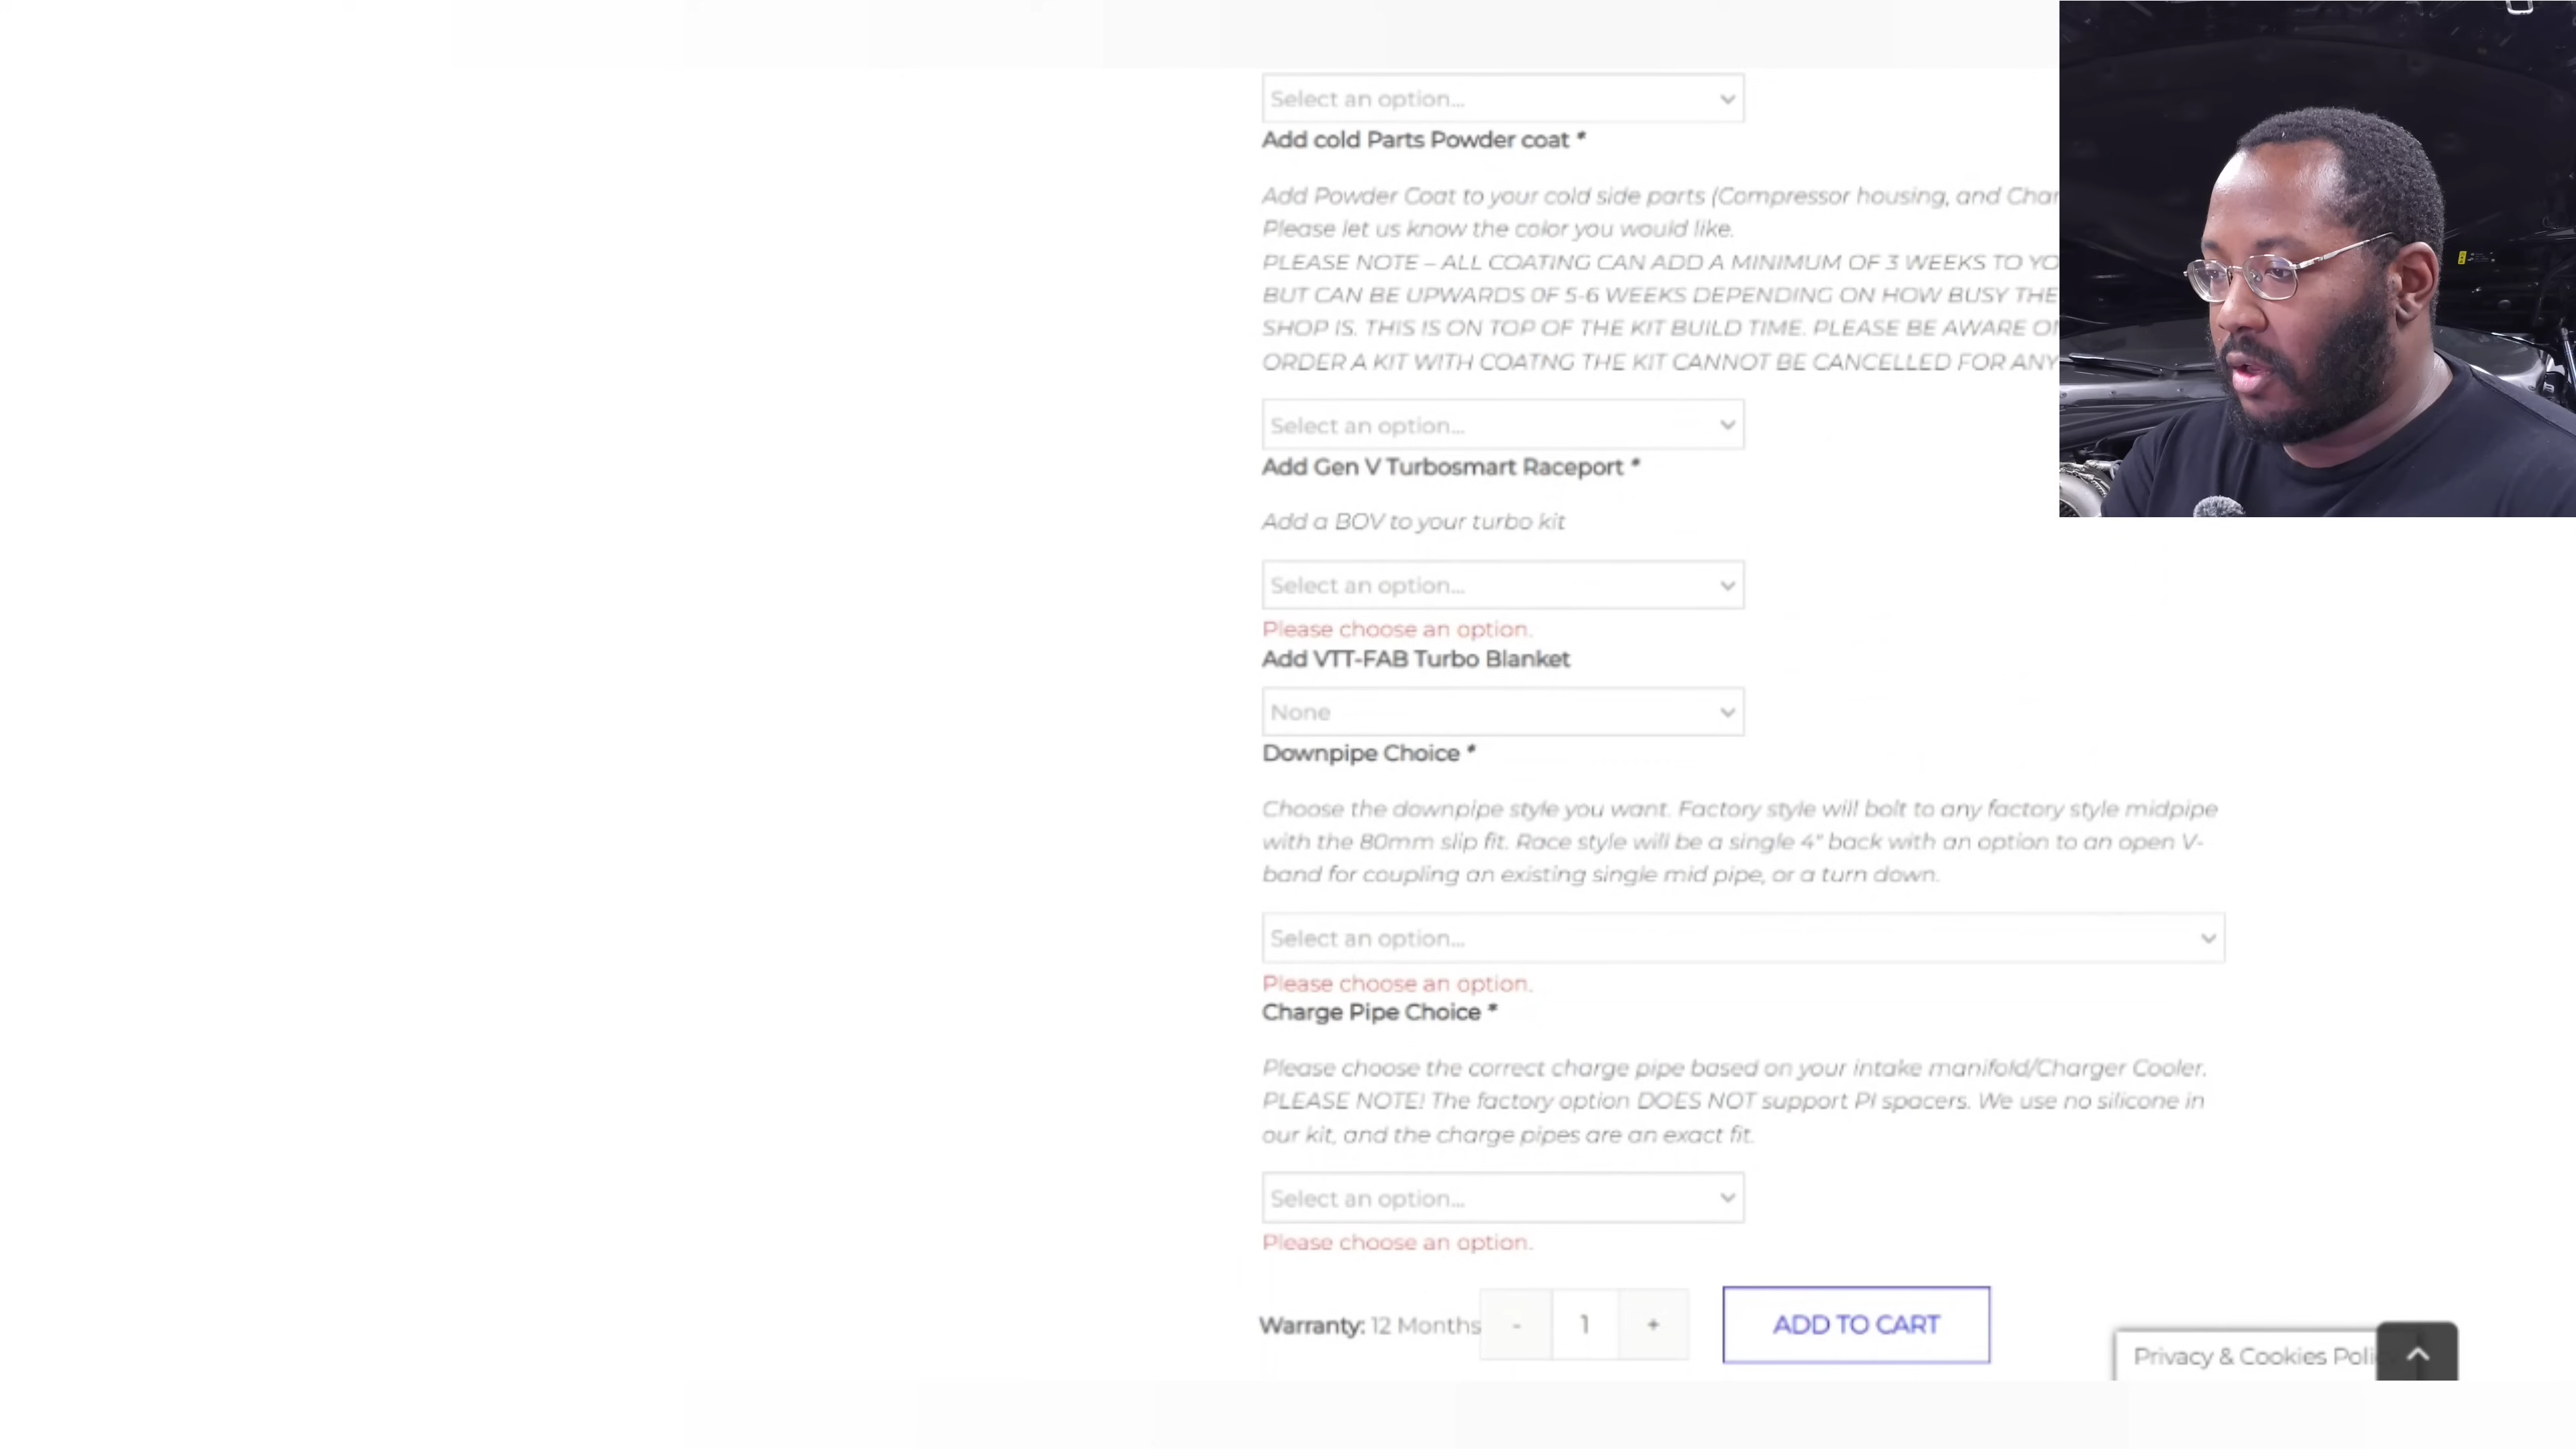 Select an option...
Add cold Parts Powder coat *
Add Powder Coat to your cold side parts (Compressor housing, and
Please let us know the color you would like.
PLEASE NOTE – ALL COATING CAN ADD A MINIMUM OF 3 WEEKS TO
BUT CAN BE UPWARDS OF 5-6 WEEKS DEPENDING ON HOW BUSY THE
SHOP IS. THIS IS ON TOP OF THE KIT BUILD TIME. PLEASE BE AWARE
ORDER A KIT WITH COATNG THE KIT CANNOT BE CANCELLED FOR ANY
Select an option...
Add Gen V Turbosmart Raceport *
Add a BOV to your turbo kit
Select an option...
Please choose an option.
Add VTT-FAB Turbo Blanket
None
Downpipe Choice *
Choose the downpipe style you want. Factory style will bolt to any factory style midpipe
with the 80mm slip fit. Race style will be a single 4" back with an option to an open V-
band for coupling an existing single mid pipe, or a turn down.
Select an option...
Please choose an option.
Charge Pipe Choice *
Please choose the correct charge pipe based on your intake manifold/Charger Cooler.
PLEASE NOTE! The factory option DOES NOT support PI spacers. We use no silicone in
our kit, and the charge pipes are an exact fit.
Select an option...
Please choose an option.
Warranty: 12 Months - 1 + ADD TO CART
Privacy & Cookies